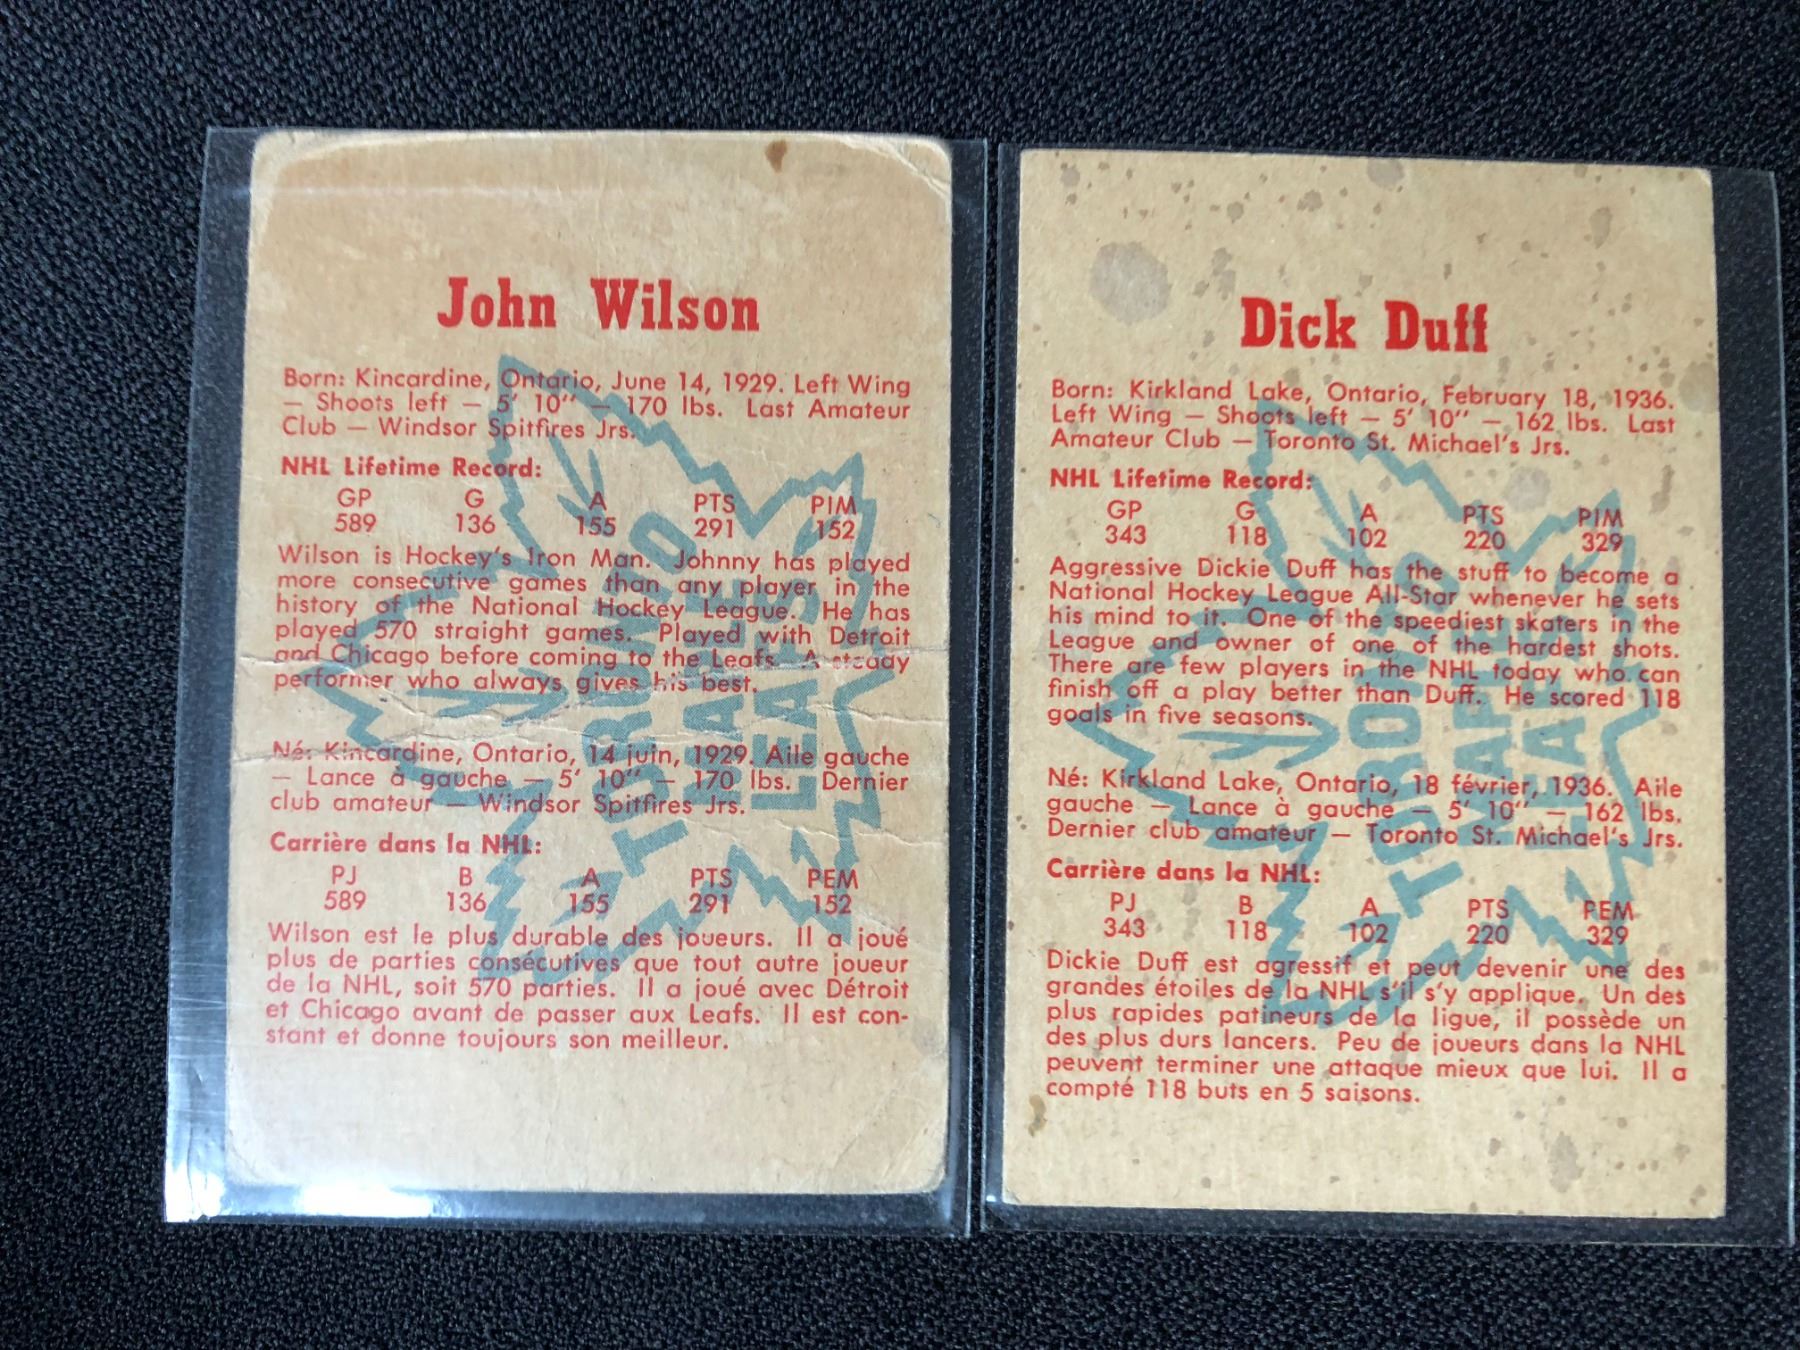 John Wilson
Born: Kincardine, Ontario, June 14, 1929. Left Wing
— Shoots left — 5' 10" — 170 lbs. Last Amateur
Club — Windsor Spitfires Jrs.
NHL Lifetime Record:
GP G A PTS PIM
589 136 155 291 152
Wilson is Hockey's Iron Man. Johnny has played
more consecutive games than any player in the
history of the National Hockey League. He has
played 570 straight games. Played with Detroit
and Chicago before coming to the Leafs. A steady
performer who always gives his best.
Né: Kincardine, Ontario, 14 juin, 1929. Aile gauche
— Lance à gauche — 5' 10" — 170 lbs. Dernier
club amateur — Windsor Spitfires Jrs.
Carrière dans la NHL:
PJ B A PTS PEM
589 136 155 291 152
Wilson est le plus durable des joueurs. Il a joué
plus de parties consécutives que tout autre joueur
de la NHL, soit 570 parties. Il a joué avec Détroit
et Chicago avant de passer aux Leafs. Il est con-
stant et donne toujours son meilleur.
TORONTO
MAPLE
LEAFS
Dick Duff
Born: Kirkland Lake, Ontario, February 18, 1936.
Left Wing — Shoots left — 5' 10" — 162 lbs. Last
Amateur Club — Toronto St. Michael's Jrs.
NHL Lifetime Record:
GP G A PTS PIM
343 118 102 220 329
Aggressive Dickie Duff has the stuff to become a
National Hockey League All-Star whenever he sets
his mind to it. One of the speediest skaters in the
League and owner of one of the hardest shots.
There are few players in the NHL today who can
finish off a play better than Duff. He scored 118
goals in five seasons.
Né: Kirkland Lake, Ontario, 18 février, 1936. Aile
gauche — Lance à gauche — 5' 10" — 162 lbs.
Dernier club amateur — Toronto St. Michael's Jrs.
Carrière dans la NHL:
PJ B A PTS PEM
343 118 102 220 329
Dickie Duff est agressif et peut devenir une des
grandes étoiles de la NHL s'il s'y applique. Un des
plus rapides patineurs de la ligue, il possède un
des plus durs lancers. Peu de joueurs dans la NHL
peuvent terminer une attaque mieux que lui. Il a
compté 118 buts en 5 saisons.
TORONTO
MAPLE
LEAFS